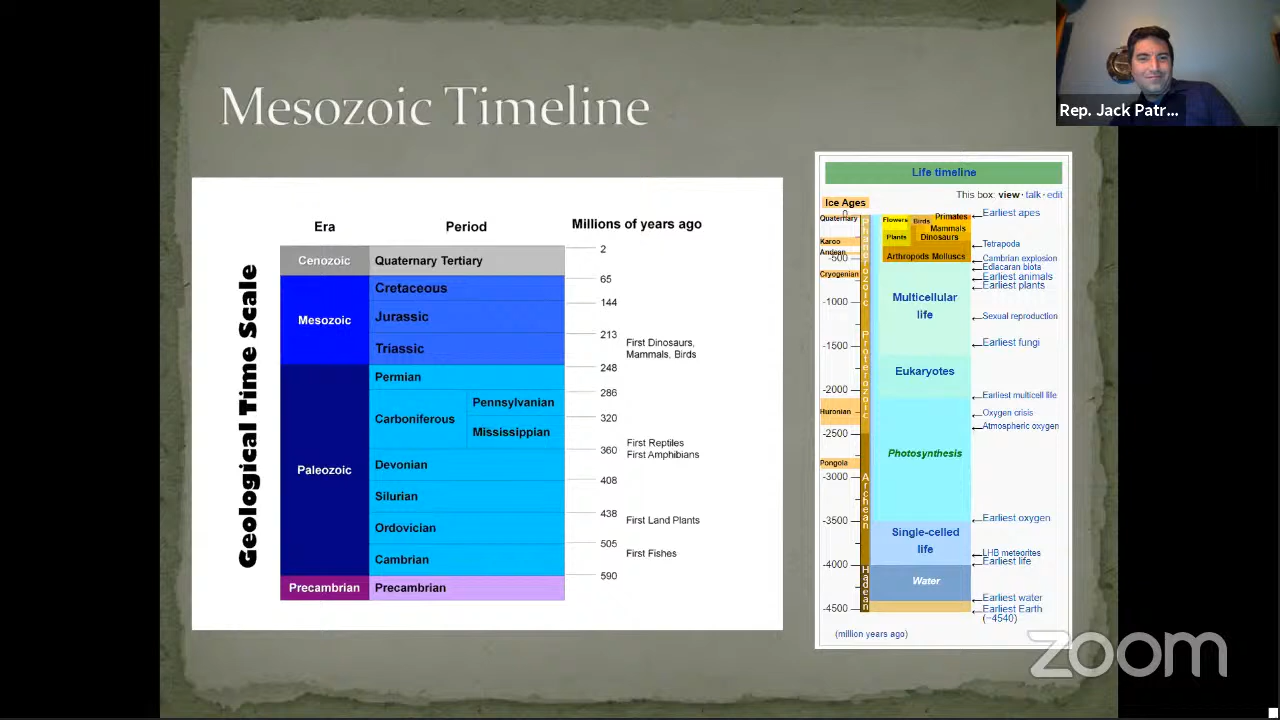 Mesozoic Timeline
Rep. Jack Patr...
Geological Time Scale
Era Period Millions of years ago
2
Cenozoic Quaternary Tertiary
65
Cretaceous
144
Mesozoic Jurassic
213
First Dinosaurs,
Mammals, Birds
Triassic
248
Permian
286
Pennsylvanian
Carboniferous
320
Mississippian
First Reptiles
360
First Amphibians
Devonian
Paleozoic
408
Silurian
438
First Land Plants
Ordovician
505
First Fishes
Cambrian
590
Precambrian Precambrian
Life timeline
This box: view · talk · edit
Ice Ages
0
Quaternary
Flowers Birds Primates
Mammals
Plants Dinosaurs
Karoo
Andean
Arthropods Molluscs
-500
Cryogenian
-1000
Multicellular
life
-1500
Eukaryotes
-2000
Huronian
-2500
Photosynthesis
Pongola
-3000
-3500
Single-celled
life
-4000
Water
-4500
Phanerozoic
Proterozoic
Archean
Hadean
Earliest apes
Tetrapoda
Cambrian explosion
Ediacaran biota
Earliest animals
Earliest plants
Sexual reproduction
Earliest fungi
Earliest multicell life
Oxygen crisis
Atmospheric oxygen
Earliest oxygen
LHB meteorites
Earliest life
Earliest water
Earliest Earth
(−4540)
(million years ago)
zoom